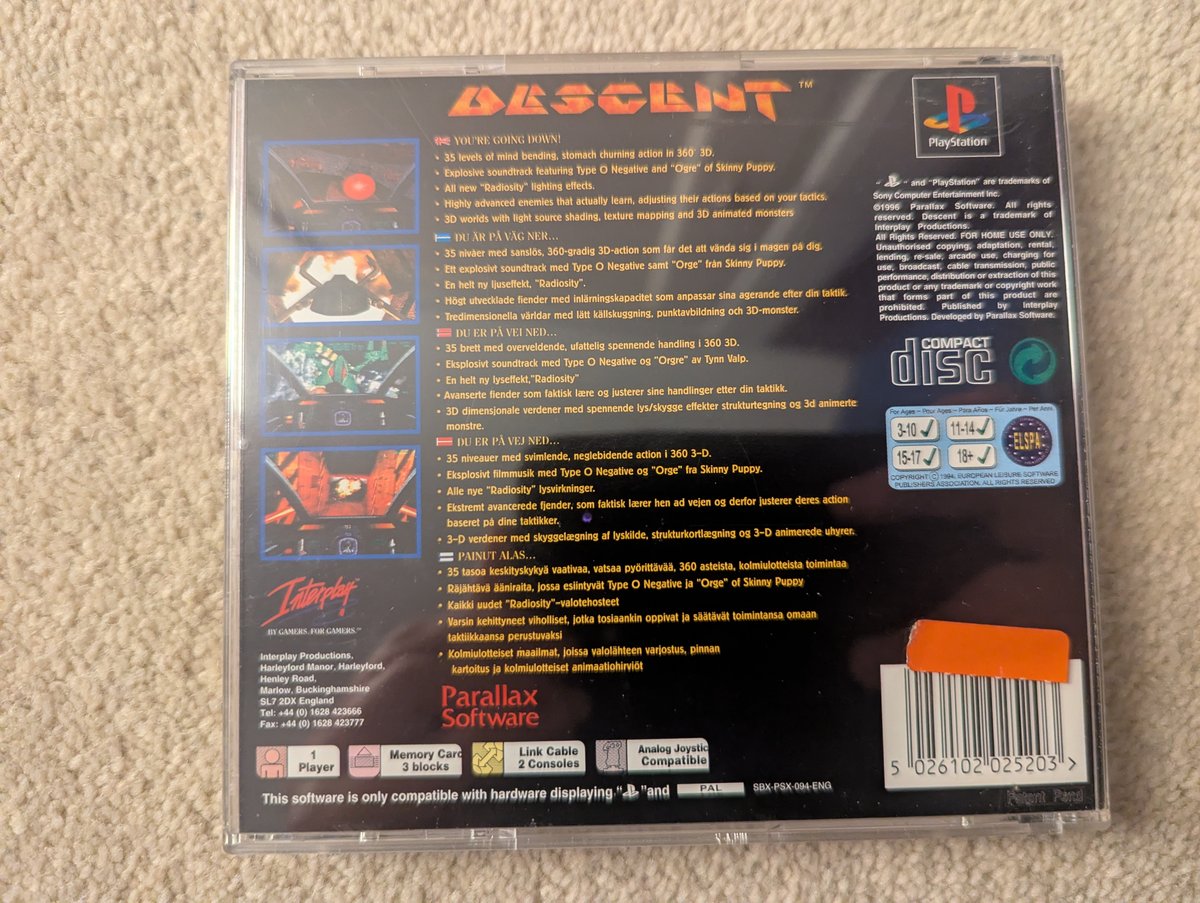 DESCENT™
PlayStation
YOU'RE GOING DOWN!
• 35 levels of mind bending, stomach churning action in 360° 3D.
• Explosive soundtrack featuring Type O Negative and "Ogre" of Skinny Puppy.
• All new "Radiosity" lighting effects.
• Highly advanced enemies that actually learn, adjusting their actions based on your tactics.
• 3D worlds with light source shading, texture mapping and 3D animated monsters
DU ÄR PÅ VÄG NER...
• 35 nivåer med sanslös, 360-gradig 3D-action som får det att vända sig i magen på dig.
• Ett explosivt soundtrack med Type O Negative samt "Orge" från Skinny Puppy.
• En helt ny ljuseffekt, "Radiosity".
• Högt utvecklade fiender med inlärningskapacitet som anpassar sina agerande efter din taktik.
• Tredimensionella världar med lätt källskuggning, punktavbildning och 3D-monster.
DU ER PÅ VEI NED...
• 35 brett med overveldende, ufattelig spennende handling i 360 3D.
• Eksplosivt soundtrack med Type O Negative og "Orgre" av Tynn Valp.
• En helt ny lyseffekt,"Radiosity"
• Avanserte fiender som faktisk lære og justerer sine handlinger etter din taktikk.
• 3D dimensjonale verdener med spennende lys/skygge effekter strukturtegning og 3d animerte
monstre.
DU ER PÅ VEJ NED...
• 35 niveauer med svimlende, neglebidende action i 360 3-D.
• Eksplosivt filmmusik med Type O Negative og "Orge" fra Skinny Puppy.
• Alle nye "Radiosity" lysvirkninger.
• Ekstremt avancerede fjender, som faktisk lærer hen ad vejen og derfor justerer deres action
baseret på dine taktikker.
• 3-D verdener med skyggelægning af lyskilde, strukturkortlægning og 3-D animerede uhyrer.
PAINUT ALAS...
• 35 tasoa keskityskykyä vaativaa, vatsaa pyörittävää, 360 asteista, kolmiulotteista toimintaa
• Räjähtävä ääniraita, jossa esiintyvät Type O Negative ja "Orge" of Skinny Puppy
• Kaikki uudet "Radiosity"-valotehosteet
• Varsin kehittyneet viholliset, jotka tosiaankin oppivat ja säätävät toimintansa omaan
taktiikkaansa perustuvaksi
• Kolmiulotteiset maailmat, joissa valolähteen varjostus, pinnan
kartoitus ja kolmiulotteiset animaatiohirviöt
" " and "PlayStation" are trademarks of
Sony Computer Entertainment Inc.
©1996 Parallax Software. All rights
reserved. Descent is a trademark of
Interplay Productions.
All Rights Reserved. FOR HOME USE ONLY.
Unauthorised copying, adaptation, rental,
lending, re-sale, arcade use, charging for
use, broadcast, cable transmission, public
performance, distribution or extraction of this
product or any trademark or copyright work
that forms part of this product are
prohibited. Published by Interplay
Productions. Developed by Parallax Software.
COMPACT
disc
For Ages – Pour Ages – Para Años – Für Jahre – Per Anni
3-10 ✓ 11-14 ✓
15-17 ✓ 18+ ✓
ELSPA
COPYRIGHT © 1994, EUROPEAN LEISURE SOFTWARE
PUBLISHERS ASSOCIATION. ALL RIGHTS RESERVED
Interplay™
BY GAMERS. FOR GAMERS.™
Interplay Productions,
Harleyford Manor, Harleyford,
Henley Road,
Marlow, Buckinghamshire
SL7 2DX England
Tel: +44 (0) 1628 423666
Fax: +44 (0) 1628 423777
Parallax
Software
1
Player
Memory Card
3 blocks
Link Cable
2 Consoles
Analog Joystic
Compatible
This software is only compatible with hardware displaying " " and PAL
SBX-PSX-094-ENG
5 026102 025203 >
Patent Pend